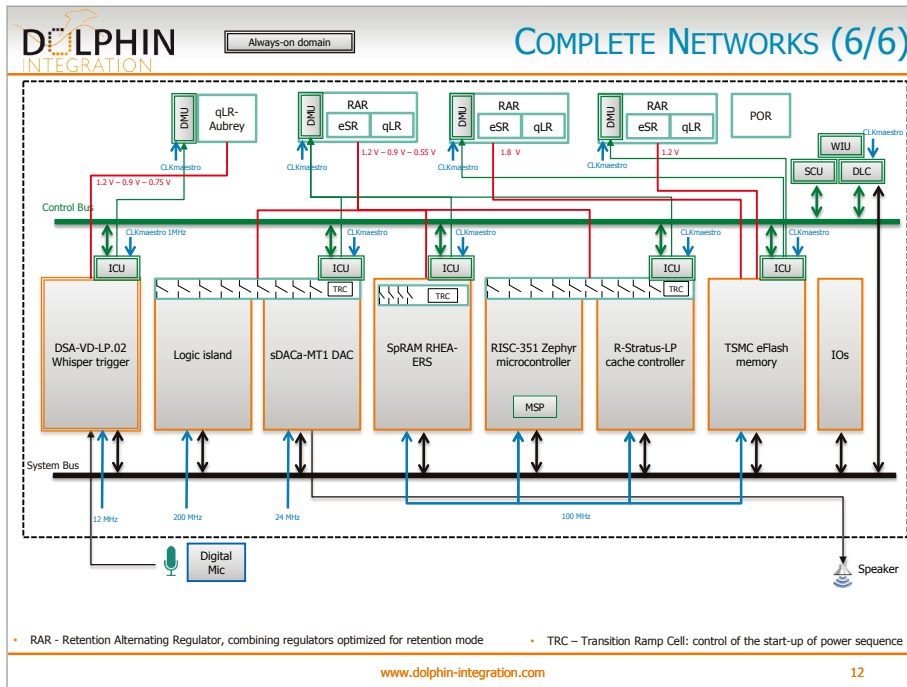 DOLPHIN
INTEGRATION
Always-on domain
COMPLETE NETWORKS (6/6)
DMU
qLR-
Aubrey
DMU
RAR
eSR
qLR
DMU
RAR
eSR
qLR
DMU
RAR
eSR
qLR
POR
WIU
SCU
DLC
CLKmaestro
CLKmaestro
CLKmaestro
CLKmaestro
CLKmaestro
1.2 V – 0.9 V – 0.75 V
1.2 V – 0.9 V – 0.55 V
1.8 V
1.2 V
Control Bus
CLKmaestro 1MHz
CLKmaestro
CLKmaestro
CLKmaestro
CLKmaestro
ICU
ICU
ICU
ICU
ICU
TRC
TRC
TRC
DSA-VD-LP.02
Whisper trigger
Logic island
sDACa-MT1 DAC
SpRAM RHEA-
ERS
RISC-351 Zephyr
microcontroller
MSP
R-Stratus-LP
cache controller
TSMC eFlash
memory
IOs
System Bus
12 MHz
200 MHz
24 MHz
100 MHz
Digital
Mic
Speaker
• RAR - Retention Alternating Regulator, combining regulators optimized for retention mode
• TRC – Transition Ramp Cell: control of the start-up of power sequence
www.dolphin-integration.com
12